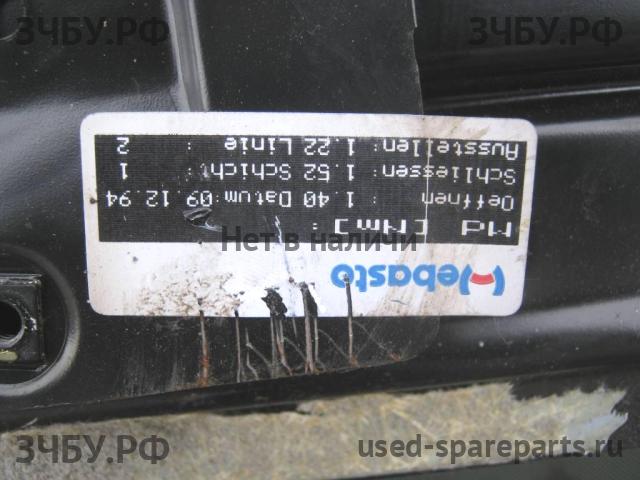 ЗЧБУ.РФ
ЗЧБУ.РФ
Webasto
Md [Nm]:
Oeffnen : 1.40 Datum:09.12.94
Schliessen: 1.52 Schicht : 1
Ausstellen: 1.22 Linie : 2
Нет в наличии
ЗЧБУ.РФ
used-spareparts.ru